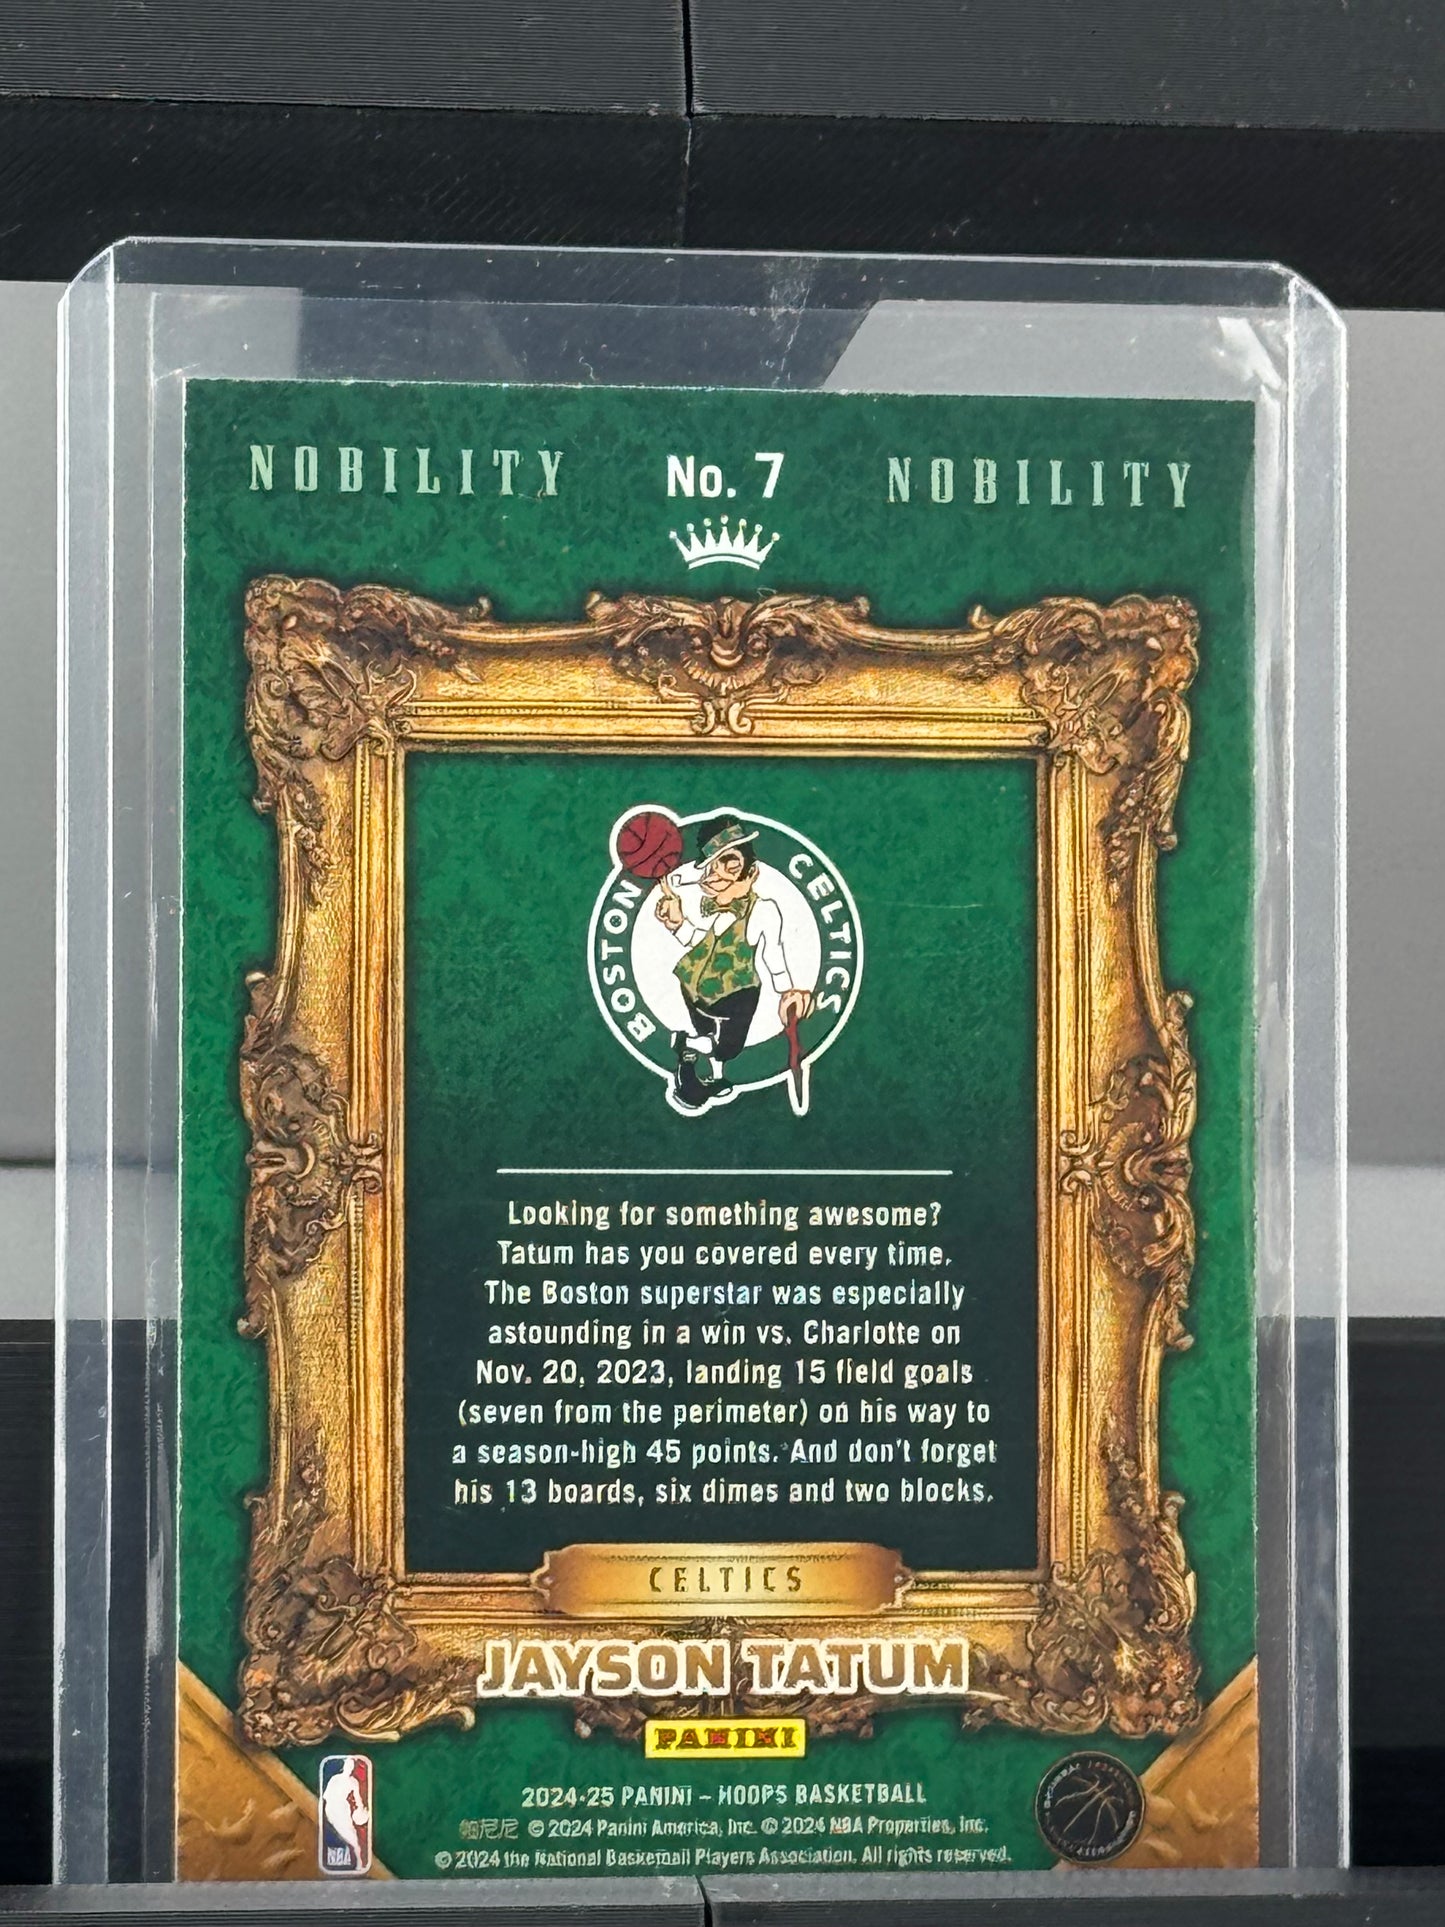 NOBILITY No. 7 NOBILITY
BOSTON CELTICS
Looking for something awesome?
Tatum has you covered every time.
The Boston superstar was especially
astounding in a win vs. Charlotte on
Nov. 20, 2023, landing 15 field goals
(seven from the perimeter) on his way to
a season-high 45 points. And don't forget
his 13 boards, six dimes and two blocks.
CELTICS
JAYSON TATUM
PANINI
2024-25 PANINI – HOOPS BASKETBALL
帕尼尼 © 2024 Panini America, Inc. © 2024 NBA Properties, Inc.
© 2024 the National Basketball Players Association. All rights reserved.
NBA